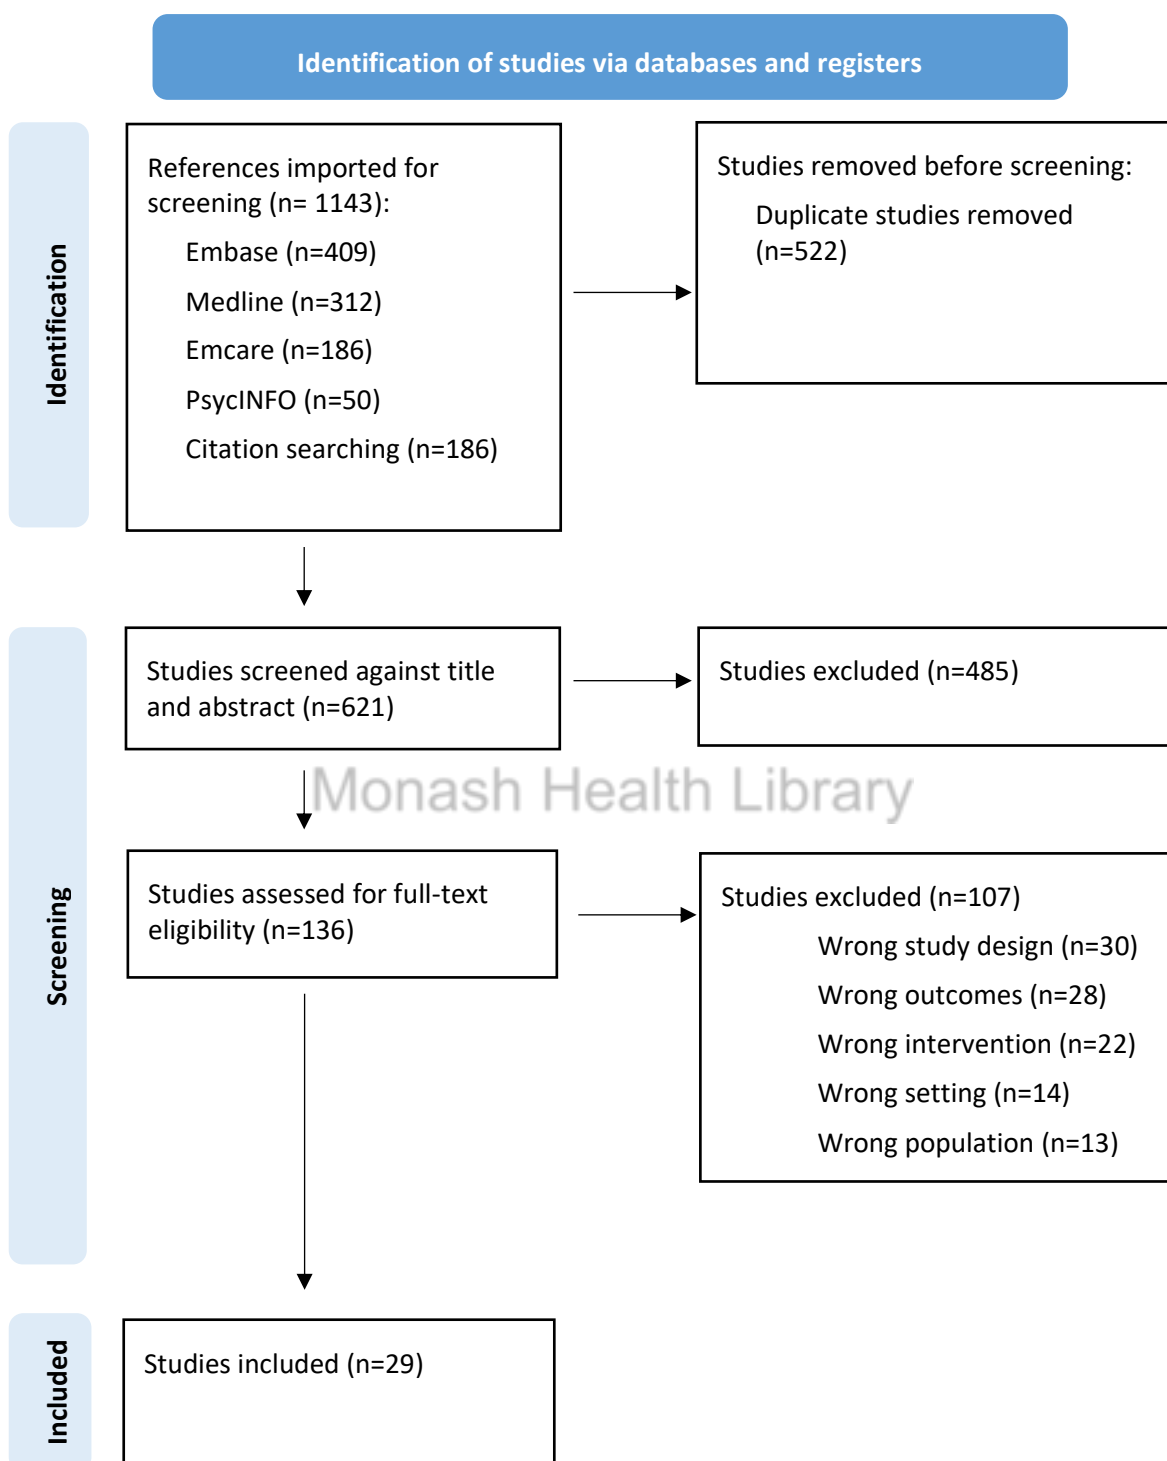 Identification of studies via databases and registers
Identification
References imported for
screening (n= 1143):
Embase (n=409)
Medline (n=312)
Emcare (n=186)
PsycINFO (n=50)
Citation searching (n=186)
Studies removed before screening:
Duplicate studies removed
(n=522)
Screening
Studies screened against title
and abstract (n=621)
Studies excluded (n=485)
Monash Health Library
Studies assessed for full-text
eligibility (n=136)
Studies excluded (n=107)
Wrong study design (n=30)
Wrong outcomes (n=28)
Wrong intervention (n=22)
Wrong setting (n=14)
Wrong population (n=13)
Included
Studies included (n=29)